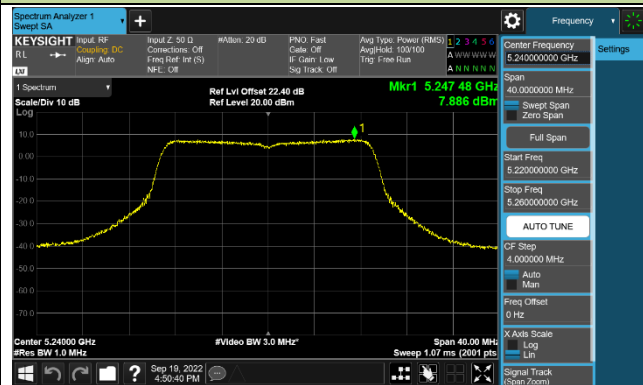 Spectrum Analyzer 1
Swept SA
Frequency
KEYSIGHT
Input: RF
Input Z: 50 Ω
#Atten: 20 dB
PNO: Fast
Avg Type: Power (RMS)
1 2 3 4 5 6
RL
Coupling: DC
Corrections: Off
Gate: Off
Avg|Hold: 100/100
A W W W W W
Align: Auto
Freq Ref: Int (S)
IF Gain: Low
Trig: Free Run
NFE: Off
Sig Track: Off
A N N N N N
LXI
1 Spectrum
Scale/Div 10 dB
Log
Ref Lvl Offset 22.40 dB
Ref Level 20.00 dBm
Mkr1 5.247 48 GHz
7.886 dBm
1
10.0
0.00
-10.0
-20.0
-30.0
-40.0
-50.0
-60.0
-70.0
Center 5.24000 GHz
#Video BW 3.0 MHz*
Span 40.00 MHz
#Res BW 1.0 MHz
Sweep 1.07 ms (2001 pts)
Sep 19, 2022
4:50:40 PM
Center Frequency
5.240000000 GHz
Settings
Span
40.0000000 MHz
Swept Span
Zero Span
Full Span
Start Freq
5.220000000 GHz
Stop Freq
5.260000000 GHz
AUTO TUNE
CF Step
4.000000 MHz
Auto
Man
Freq Offset
0 Hz
X Axis Scale
Log
Lin
Signal Track
(Span Zoom)